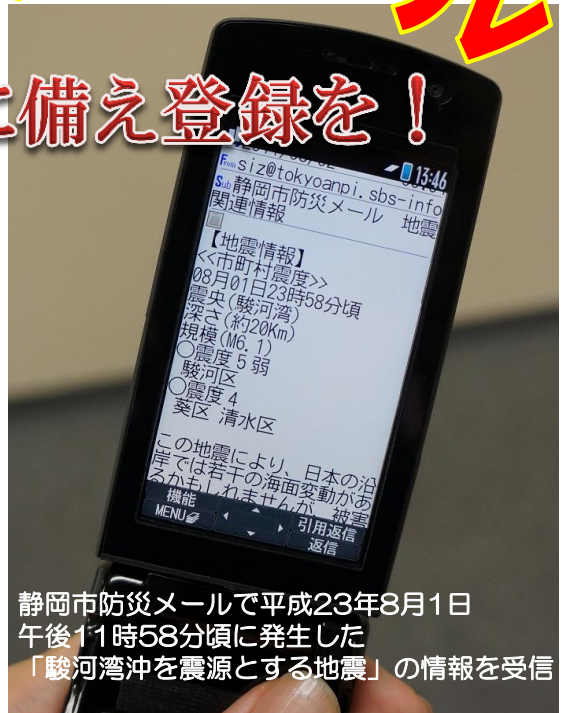 に備え登録を！
13:46
From siz@tokyoanpi.sbs-info
Sub 静岡市防災メール 地震
関連情報
【地震情報】
<<市町村震度>>
08月01日23時58分頃
震央(駿河湾)
深さ(約20Km)
規模(M6.1)
○震度５弱
駿河区
○震度４
葵区 清水区
この地震により、日本の沿
岸では若干の海面変動があ
るかもしれませんが、被害
機能
MENU
引用返信
返信
静岡市防災メールで平成23年8月1日
午後11時58分頃に発生した
「駿河湾沖を震源とする地震」の情報を受信